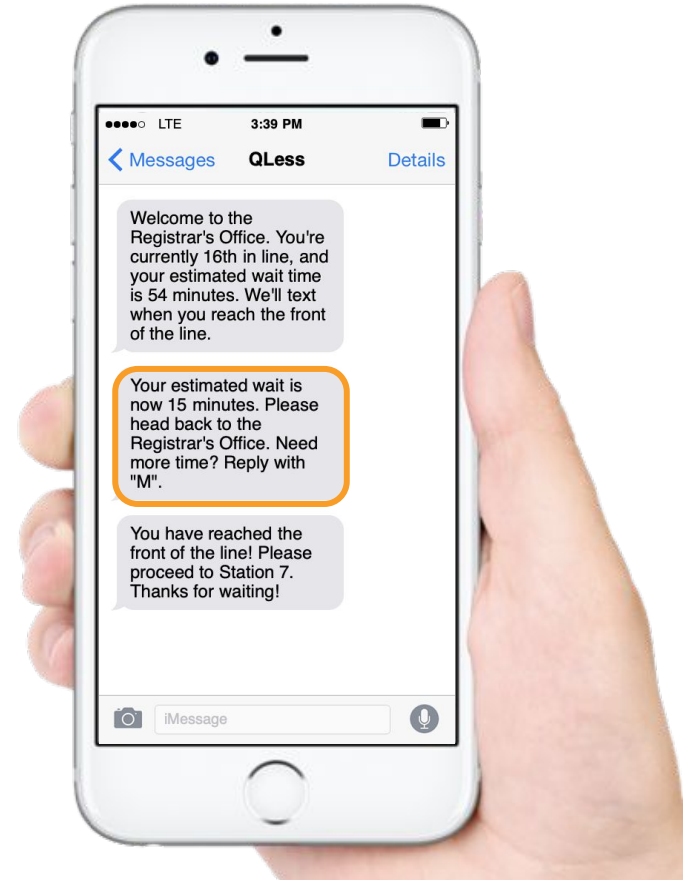 LTE 3:39 PM
Messages QLess Details
Welcome to the
Registrar's Office. You're
currently 16th in line, and
your estimated wait time
is 54 minutes. We'll text
when you reach the front
of the line.
Your estimated wait is
now 15 minutes. Please
head back to the
Registrar's Office. Need
more time? Reply with
"M".
You have reached the
front of the line! Please
proceed to Station 7.
Thanks for waiting!
iMessage